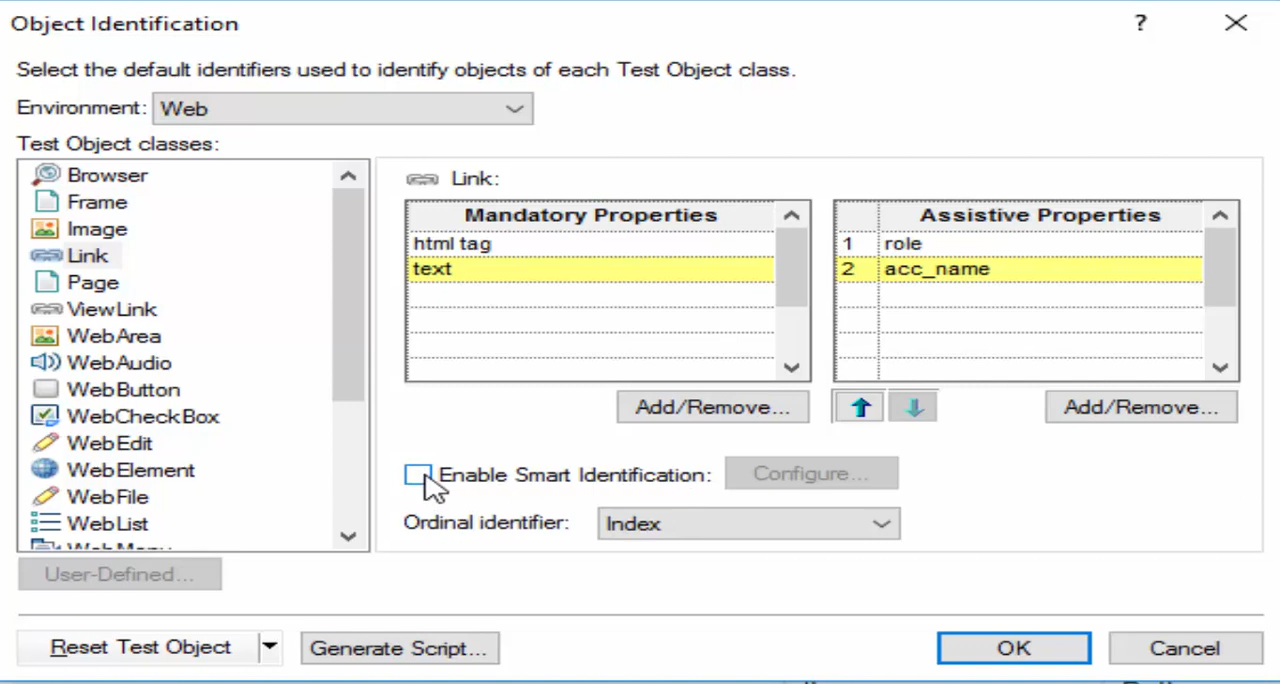 Object Identification
?
Select the default identifiers used to identify objects of each Test Object class.
Environment: Web
Test Object classes:
Browser
Frame
Image
Link
Page
ViewLink
WebArea
WebAudio
WebButton
WebCheckBox
WebEdit
WebElement
WebFile
WebList
Link:
Mandatory Properties
html tag
text
Add/Remove...
Assistive Properties
1 role
2 acc_name
Add/Remove...
Enable Smart Identification: Configure...
Ordinal identifier: Index
User-Defined...
Reset Test Object
Generate Script...
OK
Cancel